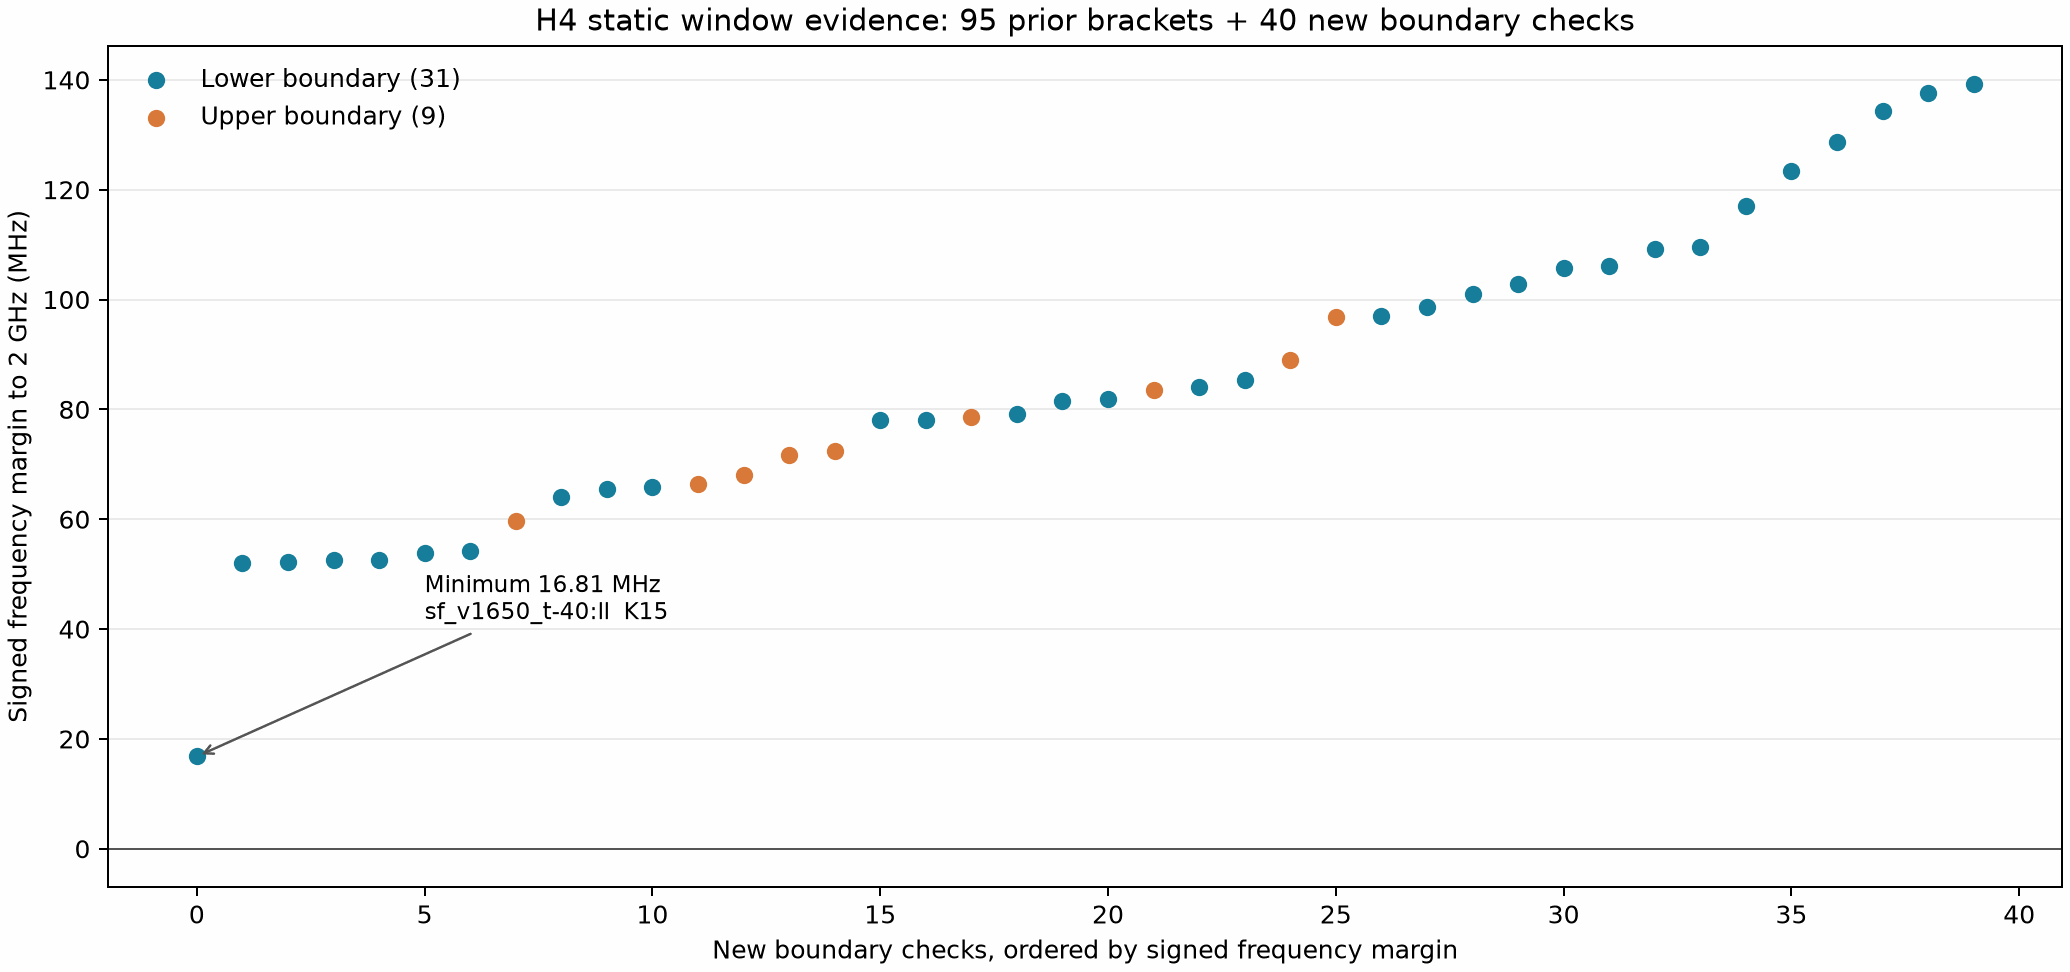 H4 static window evidence: 95 prior brackets + 40 new boundary checks
Lower boundary (31)
Upper boundary (9)
Signed frequency margin to 2 GHz (MHz)
140
120
100
80
60
40
20
0
Minimum 16.81 MHz
sf_v1650_t-40:ll K15
0 5 10 15 20 25 30 35 40
New boundary checks, ordered by signed frequency margin